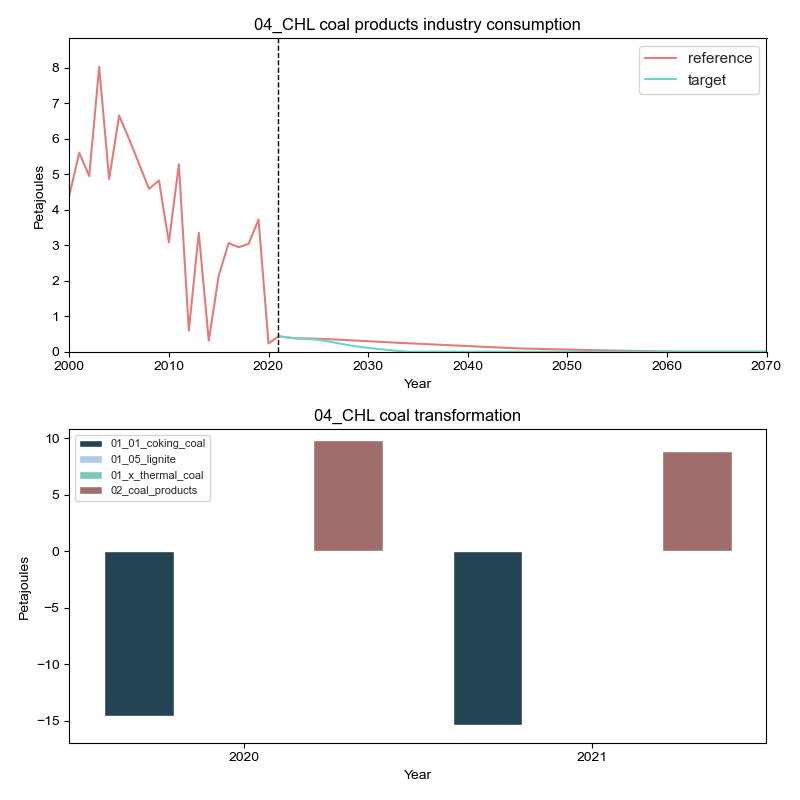 04_CHL coal products industry consumption
reference
target
8
7
6
5
4
3
2
1
0
Petajoules
2000 2010 2020 2030 2040 2050 2060 2070
Year
04_CHL coal transformation
01_01_coking_coal
01_05_lignite
01_x_thermal_coal
02_coal_products
10
5
0
−5
−10
−15
Petajoules
2020 2021
Year